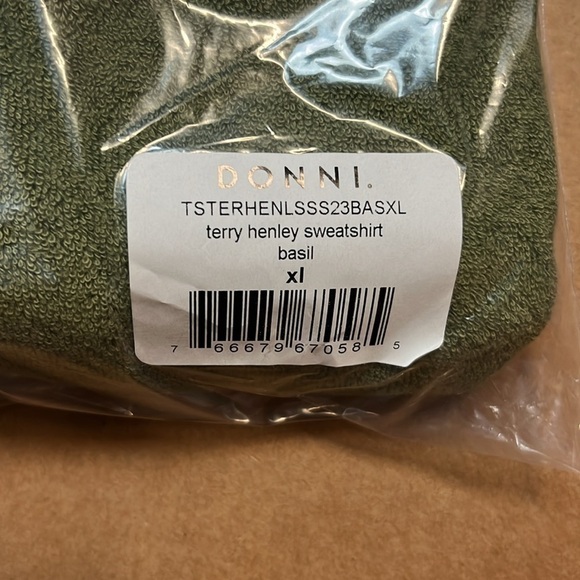 DONNI.
TSTERHENLSSS23BASXL
terry henley sweatshirt
basil
xl
7 66679 67058 5